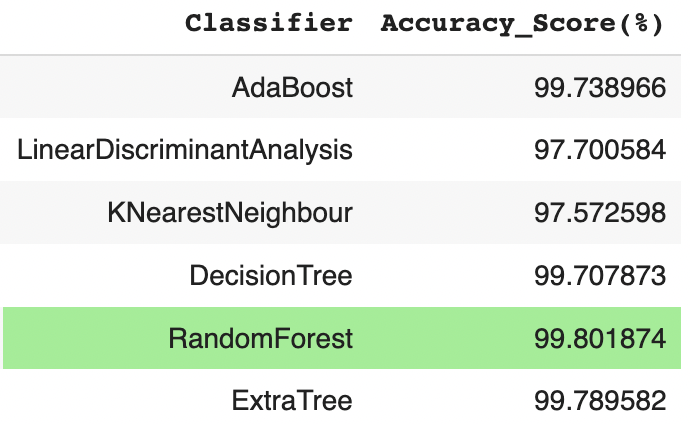 Classifier Accuracy_Score(%)
AdaBoost 99.738966
LinearDiscriminantAnalysis 97.700584
KNearestNeighbour 97.572598
DecisionTree 99.707873
RandomForest 99.801874
ExtraTree 99.789582